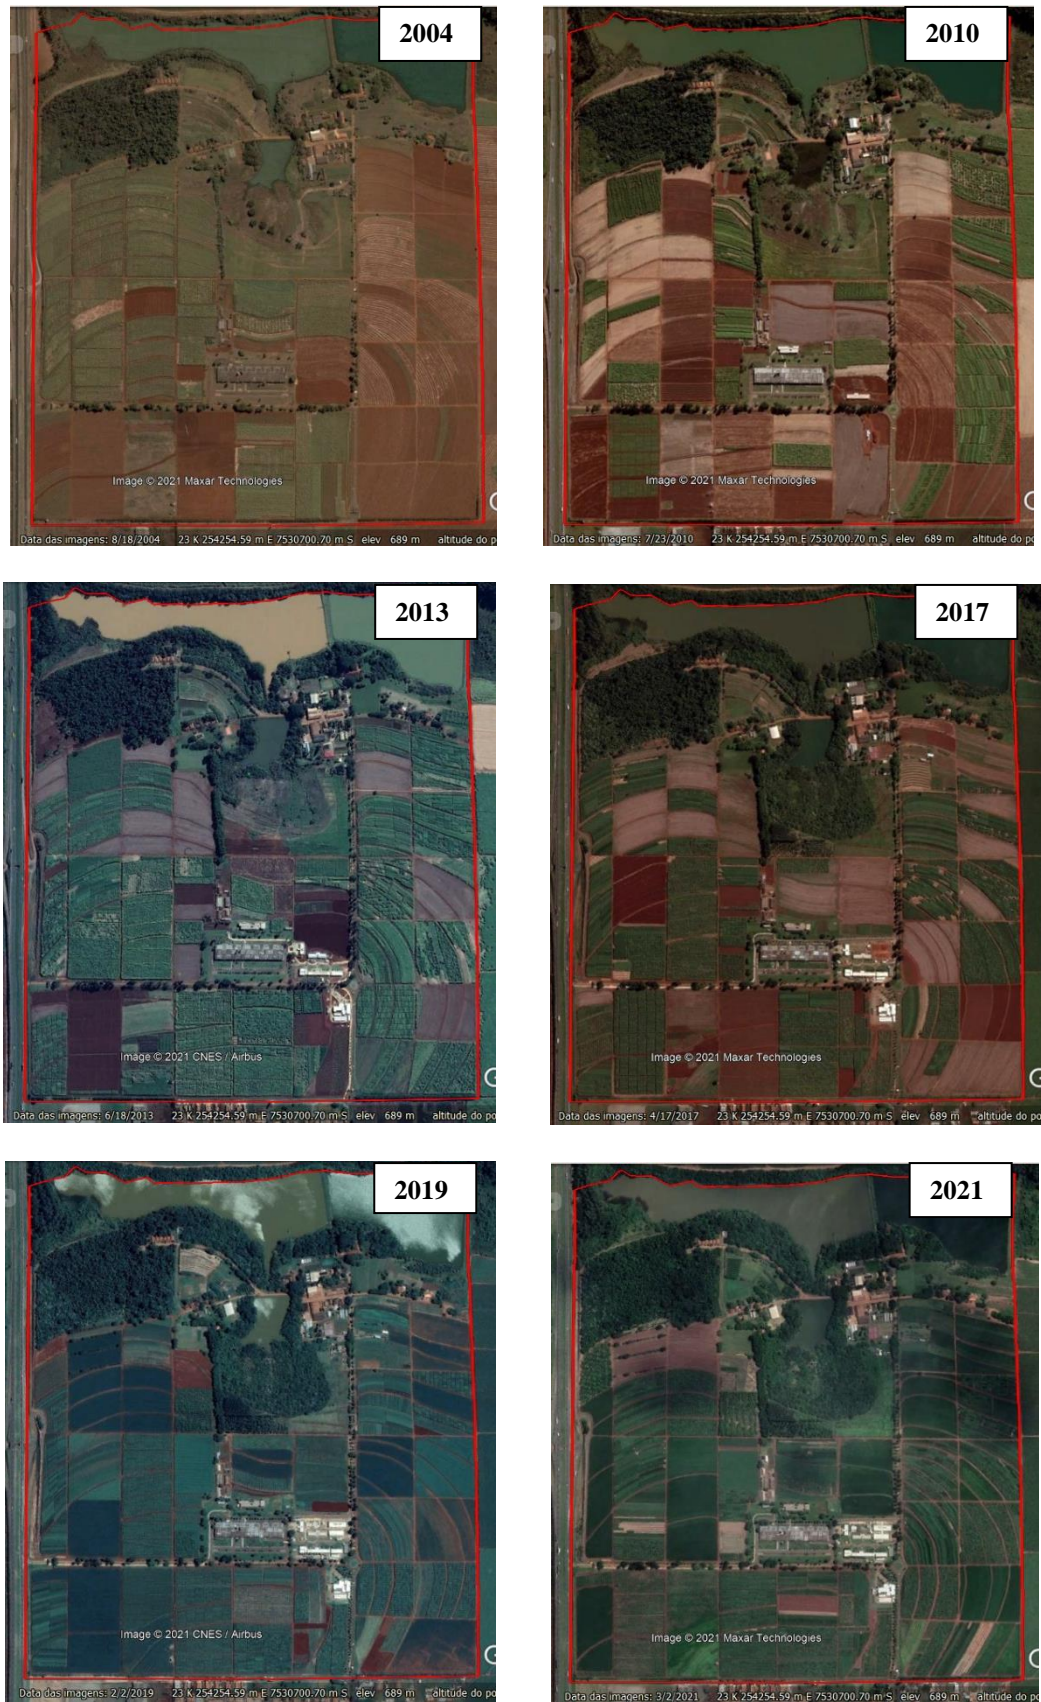 2004
Image © 2021 Maxar Technologies
Data das imagens: 8/18/2004 23 K 254254.59 m E 7530700.70 m S elev 689 m altitude do po
2010
Image © 2021 Maxar Technologies
Data das imagens: 7/23/2010 23 K 254254.59 m E 7530700.70 m S elev 689 m altitude do po
2013
Image © 2021 CNES / Airbus
Data das imagens: 6/18/2013 23 K 254254.59 m E 7530700.70 m S elev 689 m altitude do po
2017
Image © 2021 Maxar Technologies
Data das imagens: 4/17/2017 23 K 254254.59 m E 7530700.70 m S elev 689 m altitude do po
2019
Image © 2021 CNES / Airbus
Data das imagens: 2/2/2019 23 K 254254.59 m E 7530700.70 m S elev 689 m altitude do po
2021
Image © 2021 Maxar Technologies
Data das imagens: 3/2/2021 23 K 254254.59 m E 7530700.70 m S elev 689 m altitude do po